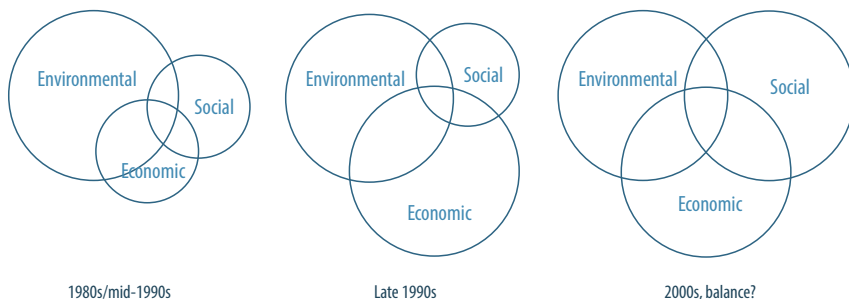 Environmental
Social
Economic
1980s/mid-1990s
Environmental
Social
Economic
Late 1990s
Environmental
Social
Economic
2000s, balance?